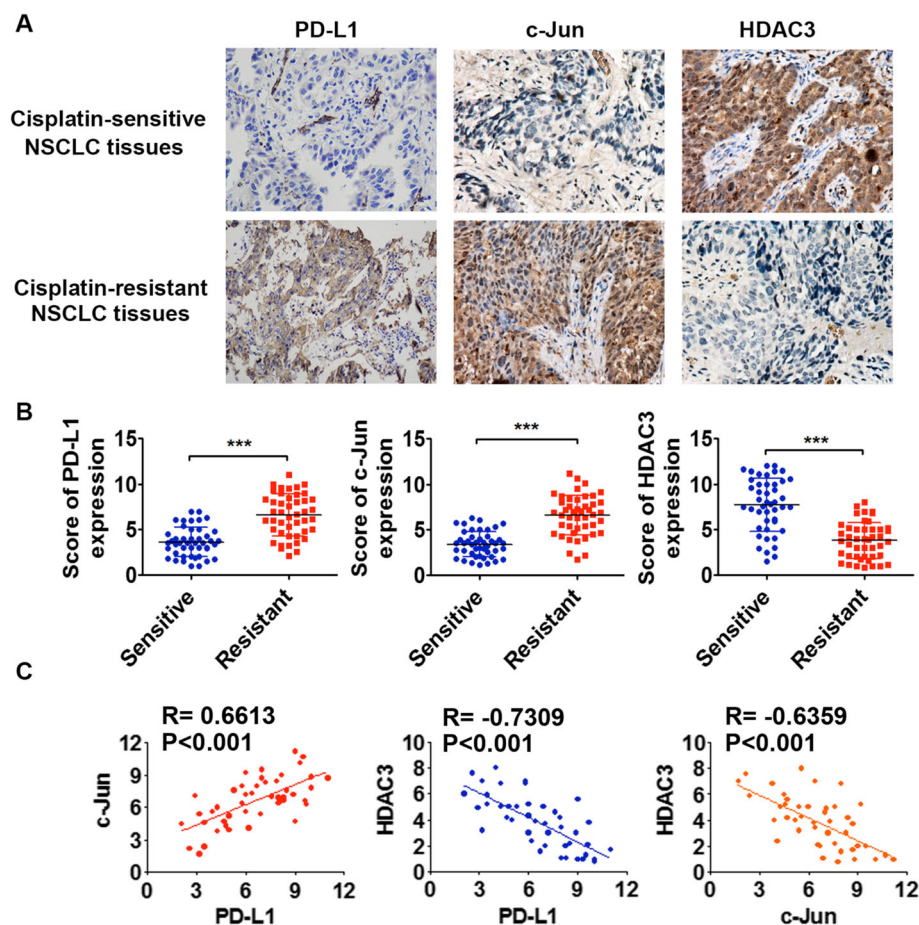 A
PD-L1
c-Jun
HDAC3
Cisplatin-sensitive
NSCLC tissues
Cisplatin-resistant
NSCLC tissues
B
Score of PD-L1
expression
15
10
5
0
***
Sensitive
Resistant
Score of c-Jun
expression
15
10
5
0
***
Sensitive
Resistant
Score of HDAC3
expression
15
10
5
0
***
Sensitive
Resistant
C
R= 0.6613
P<0.001
c-Jun
12
9
6
3
0
0 3 6 9 12
PD-L1
R= -0.7309
P<0.001
HDAC3
10
8
6
4
2
0
0 3 6 9 12
PD-L1
R= -0.6359
P<0.001
HDAC3
10
8
6
4
2
0
0 3 6 9 12
c-Jun